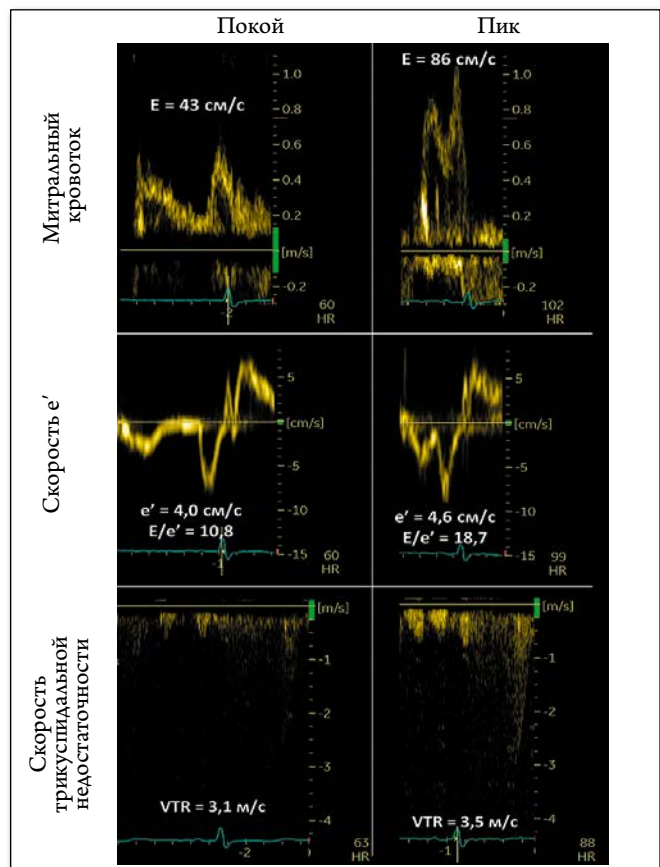 Покой
Пик
Митральный
кровоток
E = 43 см/с
1.0
0.8
0.6
0.4
0.2
[m/s]
-0.2
-2
60
HR
E = 86 см/с
1.0
0.8
0.6
0.4
0.2
[m/s]
-0.2
102
HR
Скорость e′
5
[cm/s]
-5
-10
-15
e′ = 4,0 см/с
E/e′ = 10,8
-1
60
HR
5
[cm/s]
-5
-10
-15
e′ = 4,6 см/с
E/e′ = 18,7
99
HR
Скорость
трикуспидальной
недостаточности
[m/s]
-1
-2
-3
-4
VTR = 3,1 м/с
-2
63
HR
[m/s]
-1
-2
-3
-4
VTR = 3,5 м/с
-1
88
HR